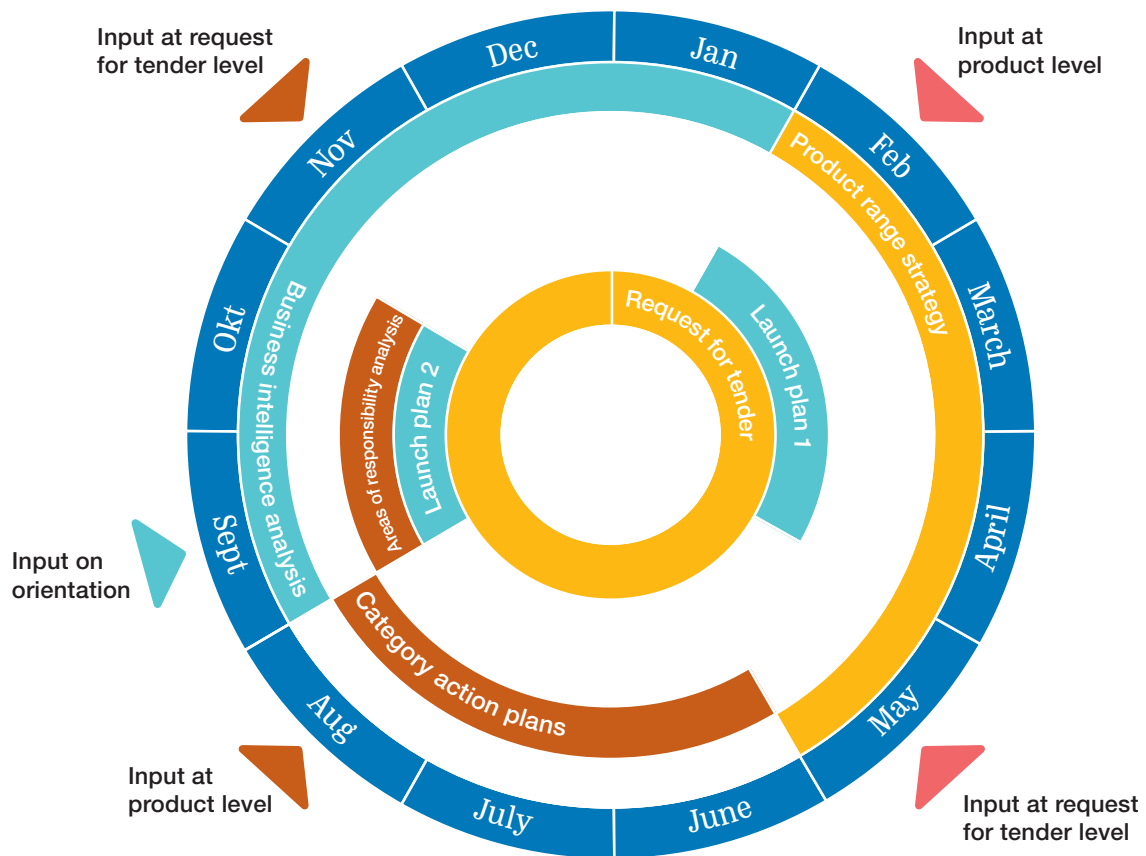 Input at request
for tender level
Input at
product level
Dec
Jan
Nov
Feb
Okt
March
Sept
April
Aug
May
July
June
Product range strategy
Business intelligence analysis
Request for tender
Launch plan 1
Areas of responsibility analysis
Launch plan 2
Category action plans
Input on
orientation
Input at
product level
Input at request
for tender level